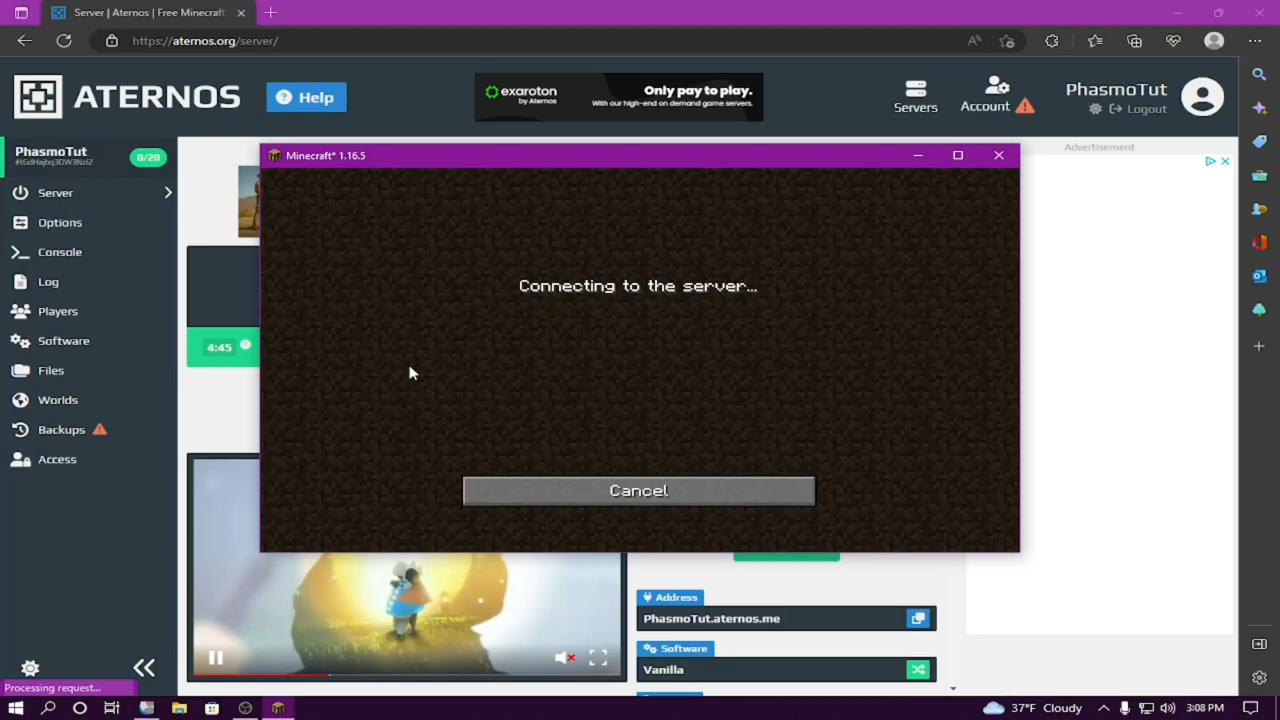 Server | Aternos | Free Minecraft
https://aternos.org/server/
ATERNOS
Help
exaroton
by Aternos
Only pay to play.
With our high-end on demand game servers.
Servers
Account
PhasmoTut
Logout
PhasmoTut
0/20
Server
Options
Console
Log
Players
Software
Files
Worlds
Backups
Access
Advertisement
Minecraft* 1.16.5
Connecting to the server...
Cancel
4:45
Address
PhasmoTut.aternos.me
Software
Vanilla
Processing request...
37°F Cloudy
3:08 PM